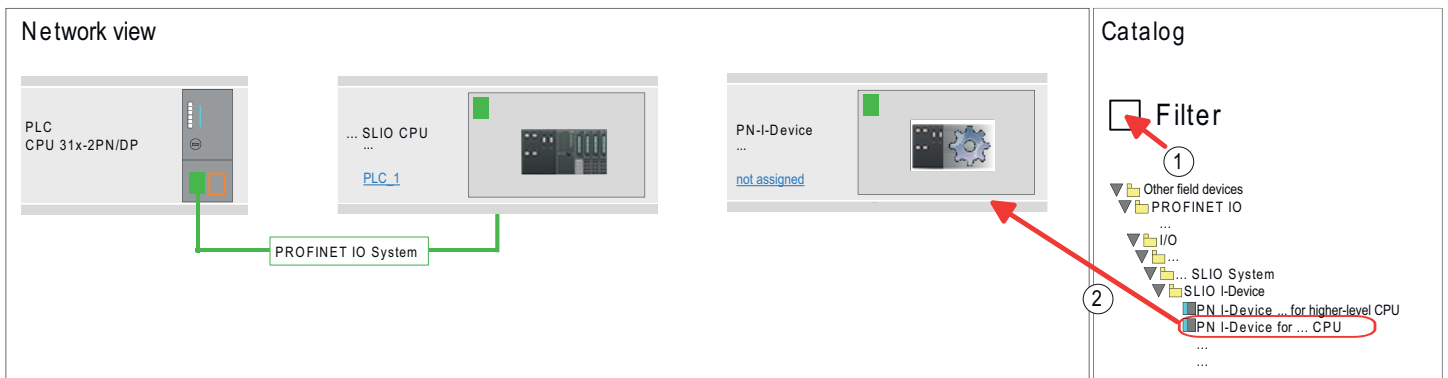 Network view
PLC
CPU 31x-2PN/DP
... SLIO CPU
...
PLC_1
PROFINET IO System
PN-I-Device
...
not assigned
Catalog
Filter
1
Other field devices
PROFINET IO
...
I/O
...
... SLIO System
SLIO I-Device
PN I-Device ... for higher-level CPU
PN I-Device for ... CPU
...
...
2